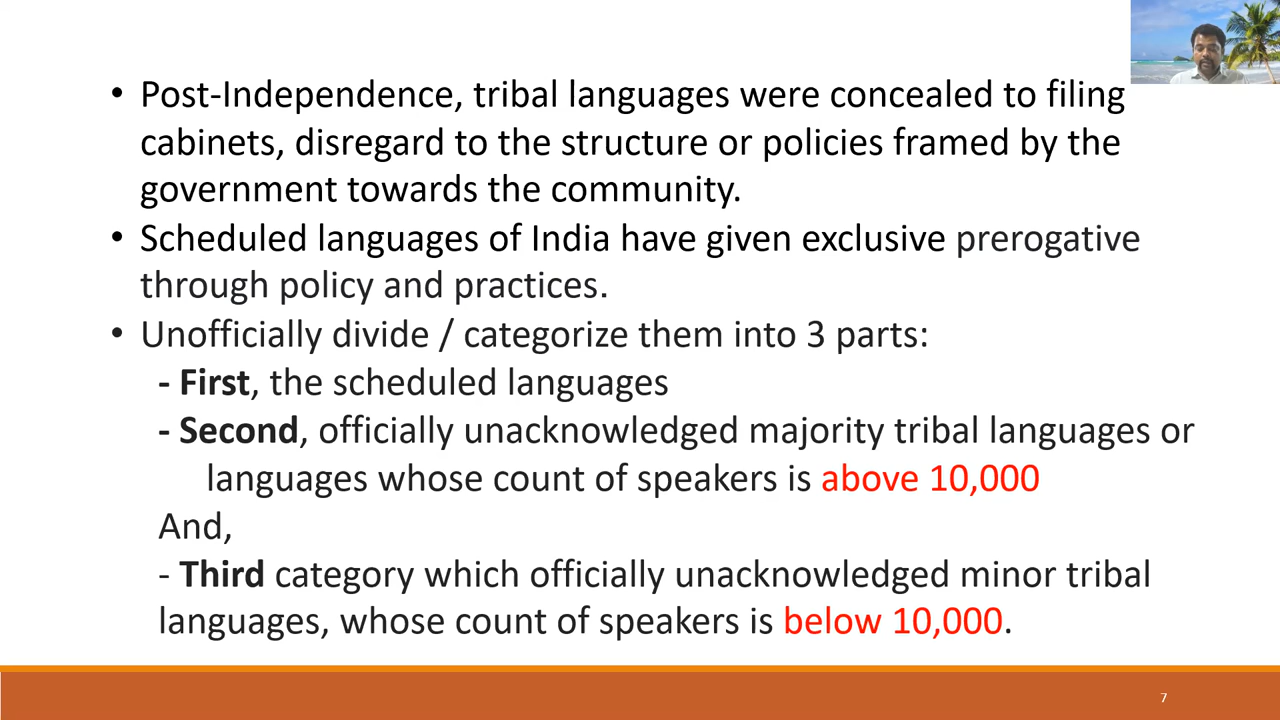 • Post-Independence, tribal languages were concealed to filing
cabinets, disregard to the structure or policies framed by the
government towards the community.
• Scheduled languages of India have given exclusive prerogative
through policy and practices.
• Unofficially divide / categorize them into 3 parts:
- First, the scheduled languages
- Second, officially unacknowledged majority tribal languages or
languages whose count of speakers is above 10,000
And,
- Third category which officially unacknowledged minor tribal
languages, whose count of speakers is below 10,000.
7